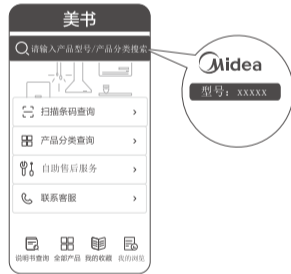 美书
请输入产品型号/产品分类搜索
Midea
型号：xxxxx
扫描条码查询
产品分类查询
自助售后服务
联系客服
说明书查询 全部产品 我的收藏 我的浏览